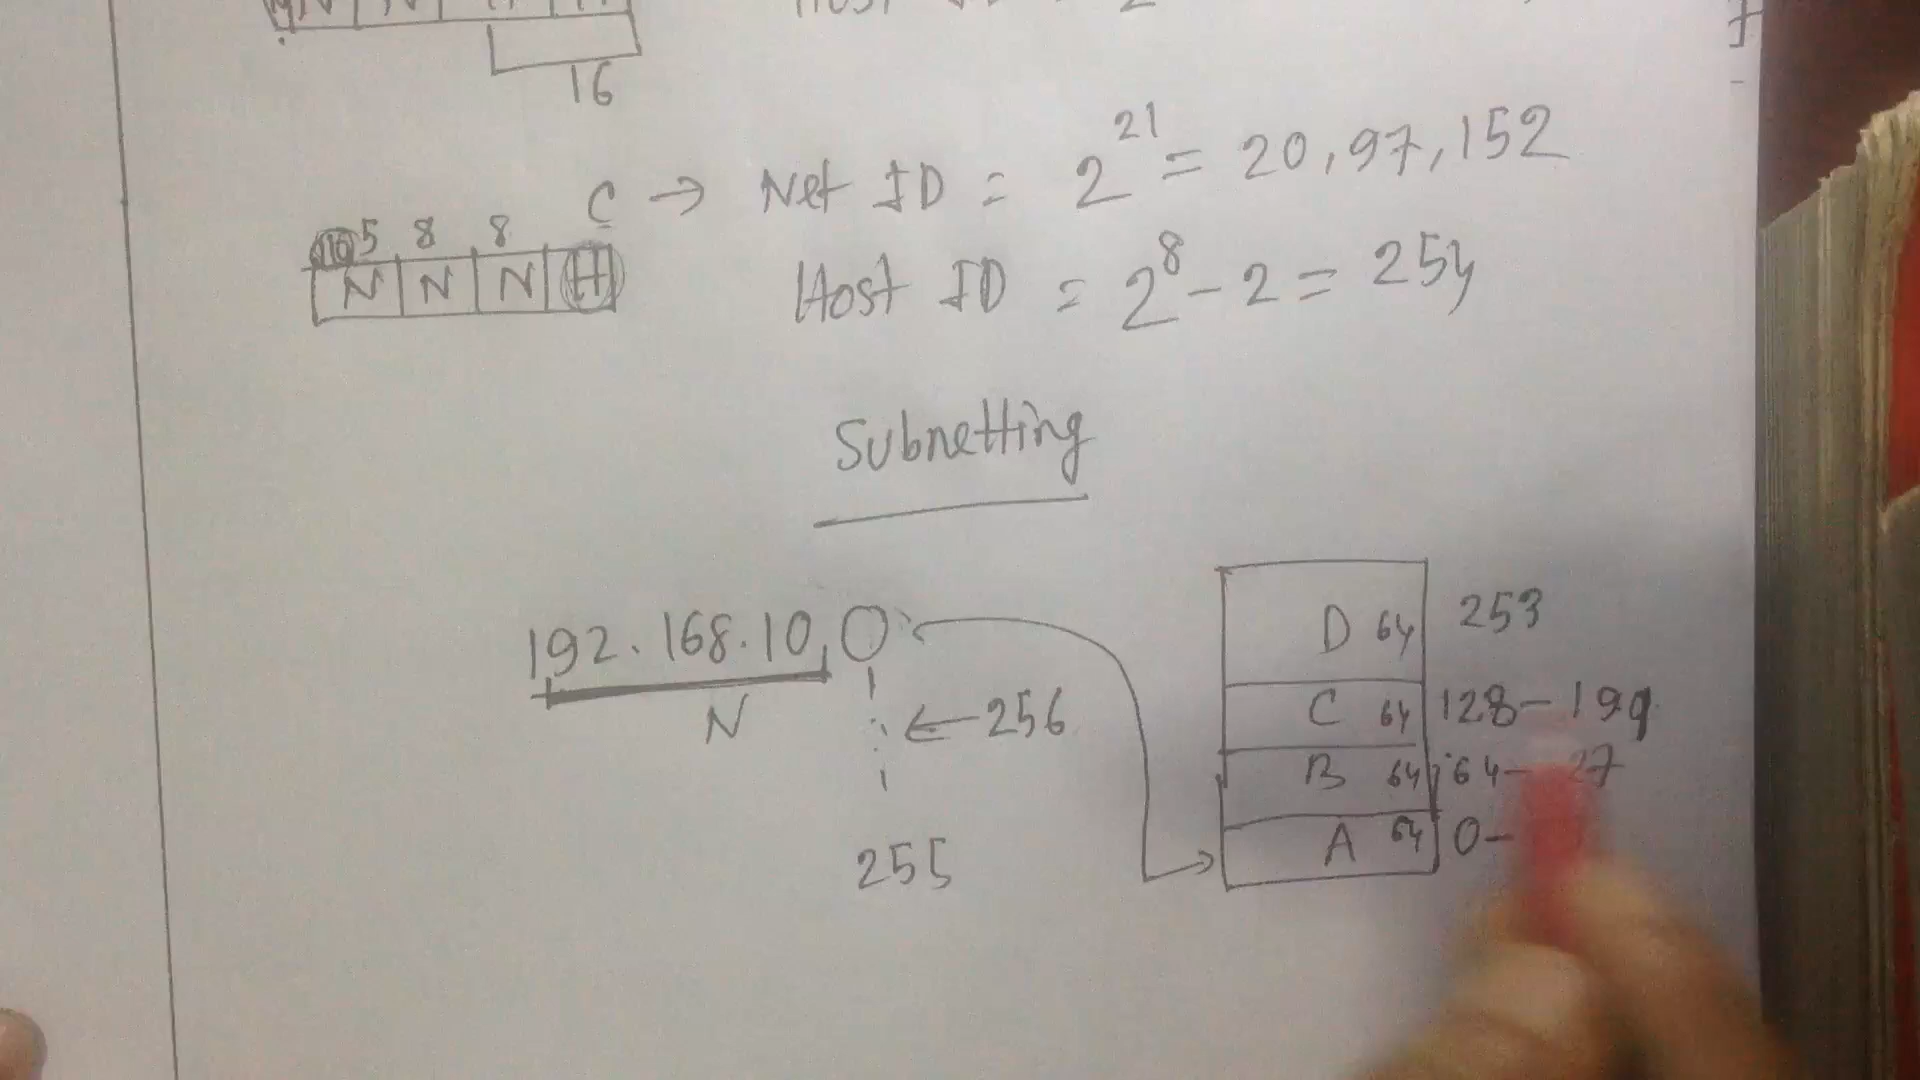 16
C → Net ID = 2^21 = 20,97,152
110 5 8 8
N N N H
Host ID = 2^8 - 2 = 254
Subnetting
192.168.10.0
N
← 256
255
D 64 253
C 64 128-199
B 64 64-
A 64 0-